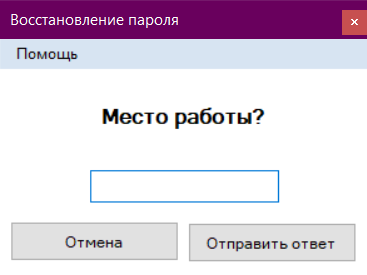 Восстановление пароля
Помощь
Место работы?
Отмена
Отправить ответ